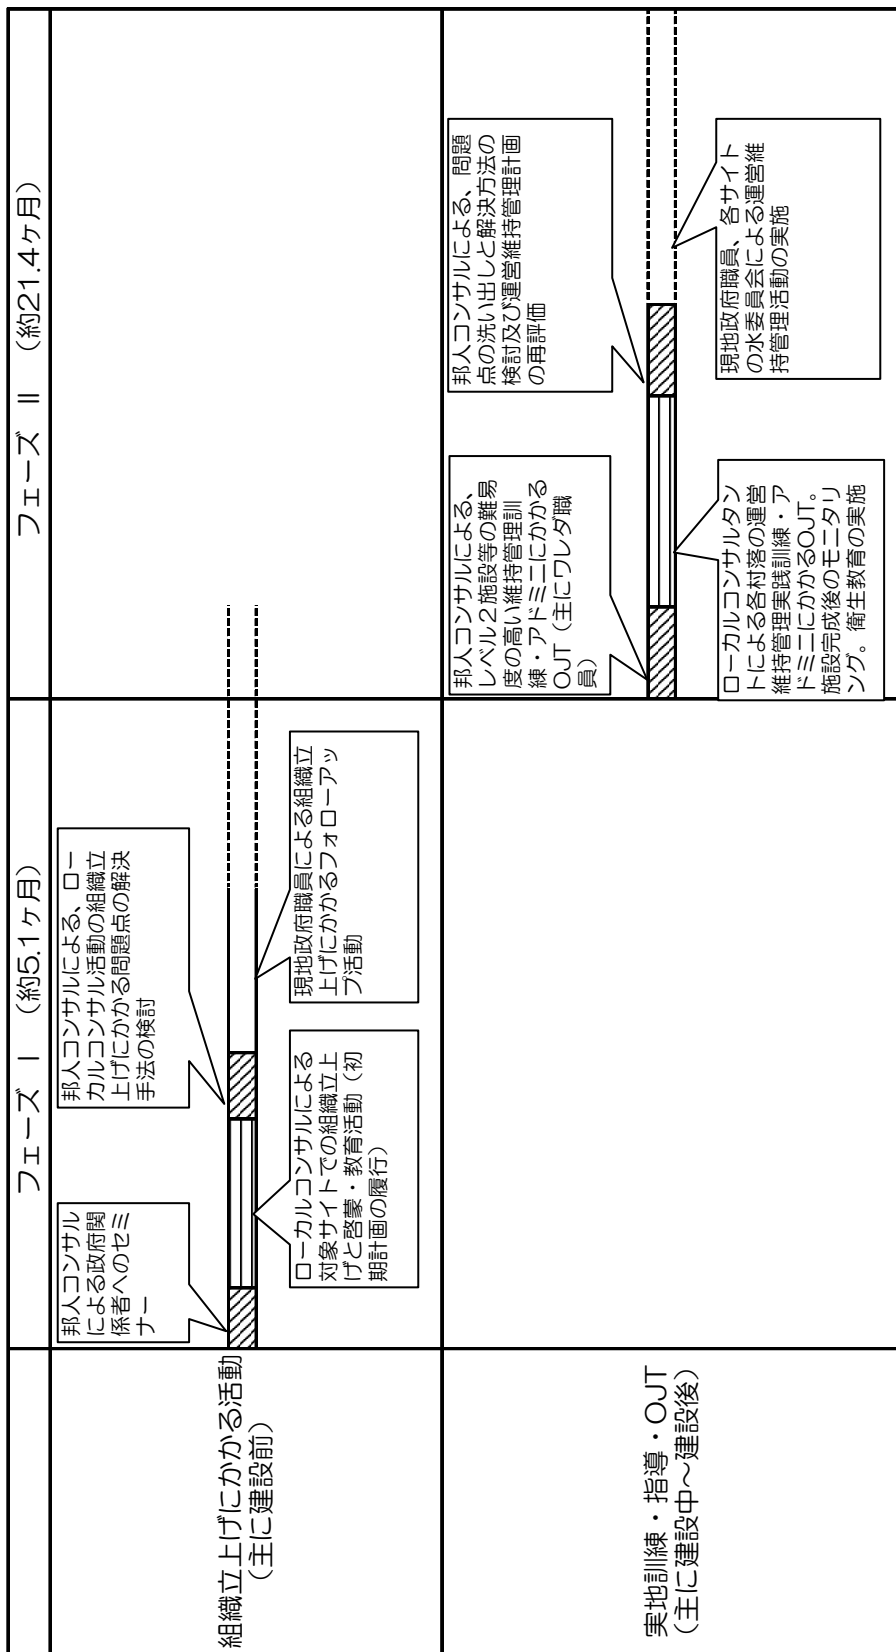 フェーズ Ⅰ （約5.1ヶ月）
フェーズ Ⅱ （約21.4ヶ月）
組織立上げにかかる活動
（主に建設前）
邦人コンサル
による政府関
係者へのセミ
ナー
邦人コンサルによる、ロー
カルコンサル活動の組織立
上げにかかる問題点の解決
手法の検討
ローカルコンサルによる
対象サイトでの組織立上
げと啓蒙・教育活動（初
期計画の履行）
現地政府職員による組織立
上げにかかるフォローアッ
プ活動
実地訓練・指導・OJT
（主に建設中～建設後）
邦人コンサルによる、
レベル２施設等の難易
度の高い維持管理訓
練・アドミニにかかる
OJT（主にワレダ職
員）
邦人コンサルによる、問題
点の洗い出しと解決方法の
検討及び運営維持管理計画
の再評価
ローカルコンサルタン
トによる各村落の運営
維持管理実践訓練・ア
ドミニにかかるOJT。
施設完成後のモニタリ
ング。衛生教育の実施
現地政府職員、各サイト
の水委員会による運営維
持管理活動の実施